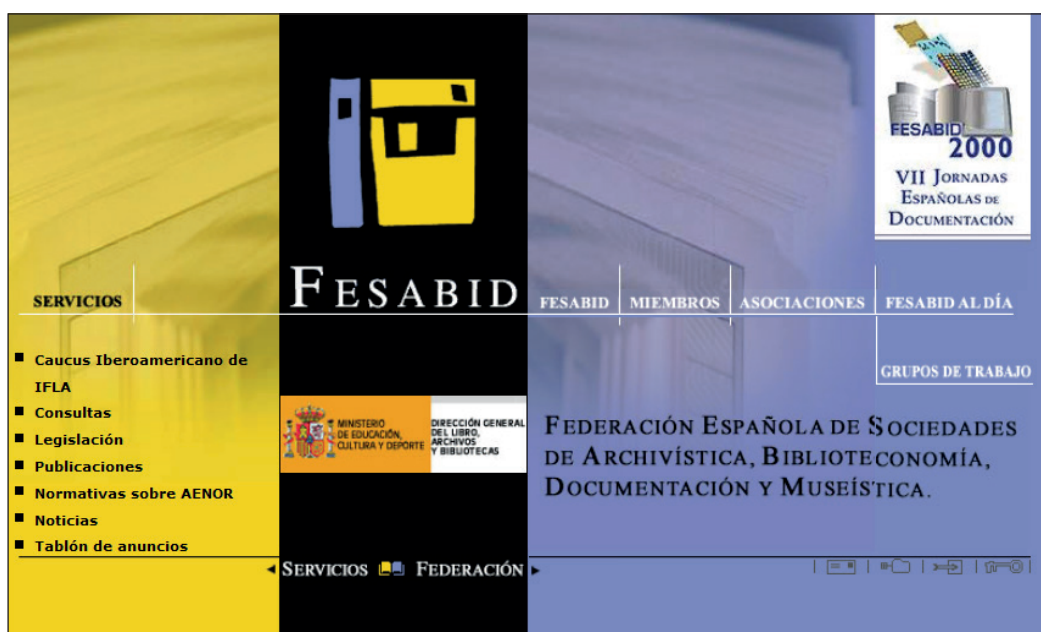 FESABID
2000
VII JORNADAS
ESPAÑOLAS DE
DOCUMENTACIÓN
FESABID
SERVICIOS
FESABID
MIEMBROS
ASOCIACIONES
FESABID AL DÍA
GRUPOS DE TRABAJO
Caucus Iberoamericano de
IFLA
Consultas
Legislación
Publicaciones
Normativas sobre AENOR
Noticias
Tablón de anuncios
MINISTERIO
DE EDUCACIÓN,
CULTURA Y DEPORTE
DIRECCIÓN GENERAL
DEL LIBRO,
ARCHIVOS
Y BIBLIOTECAS
FEDERACIÓN ESPAÑOLA DE SOCIEDADES
DE ARCHIVÍSTICA, BIBLIOTECONOMÍA,
DOCUMENTACIÓN Y MUSEÍSTICA.
SERVICIOS
FEDERACIÓN